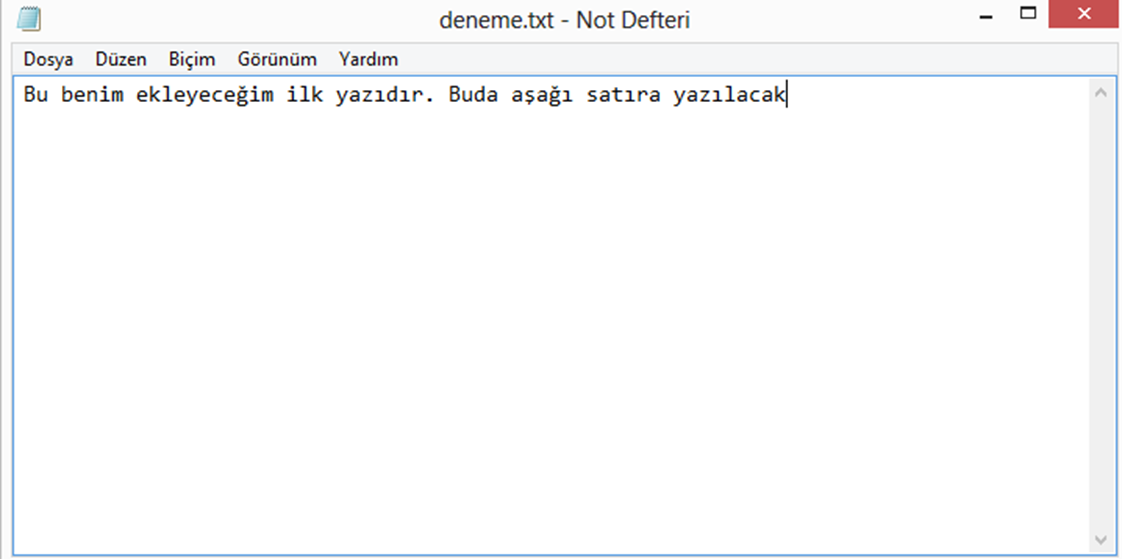 deneme.txt - Not Defteri
Dosya Düzen Biçim Görünüm Yardım
Bu benim ekleyeceğim ilk yazıdır. Buda aşağı satıra yazılacak